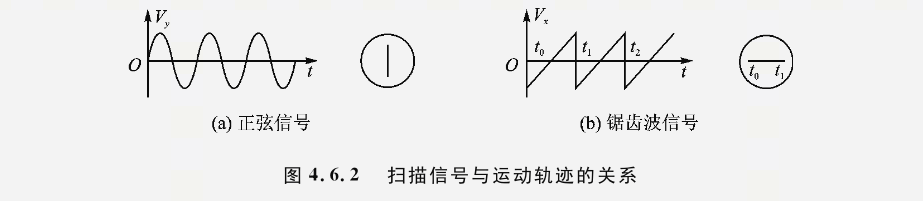 V_y
O
t
(a) 正弦信号
V_x
t_0
t_1
t_2
O
t
t_0
t_1
(b) 锯齿波信号
图 4.6.2 扫描信号与运动轨迹的关系